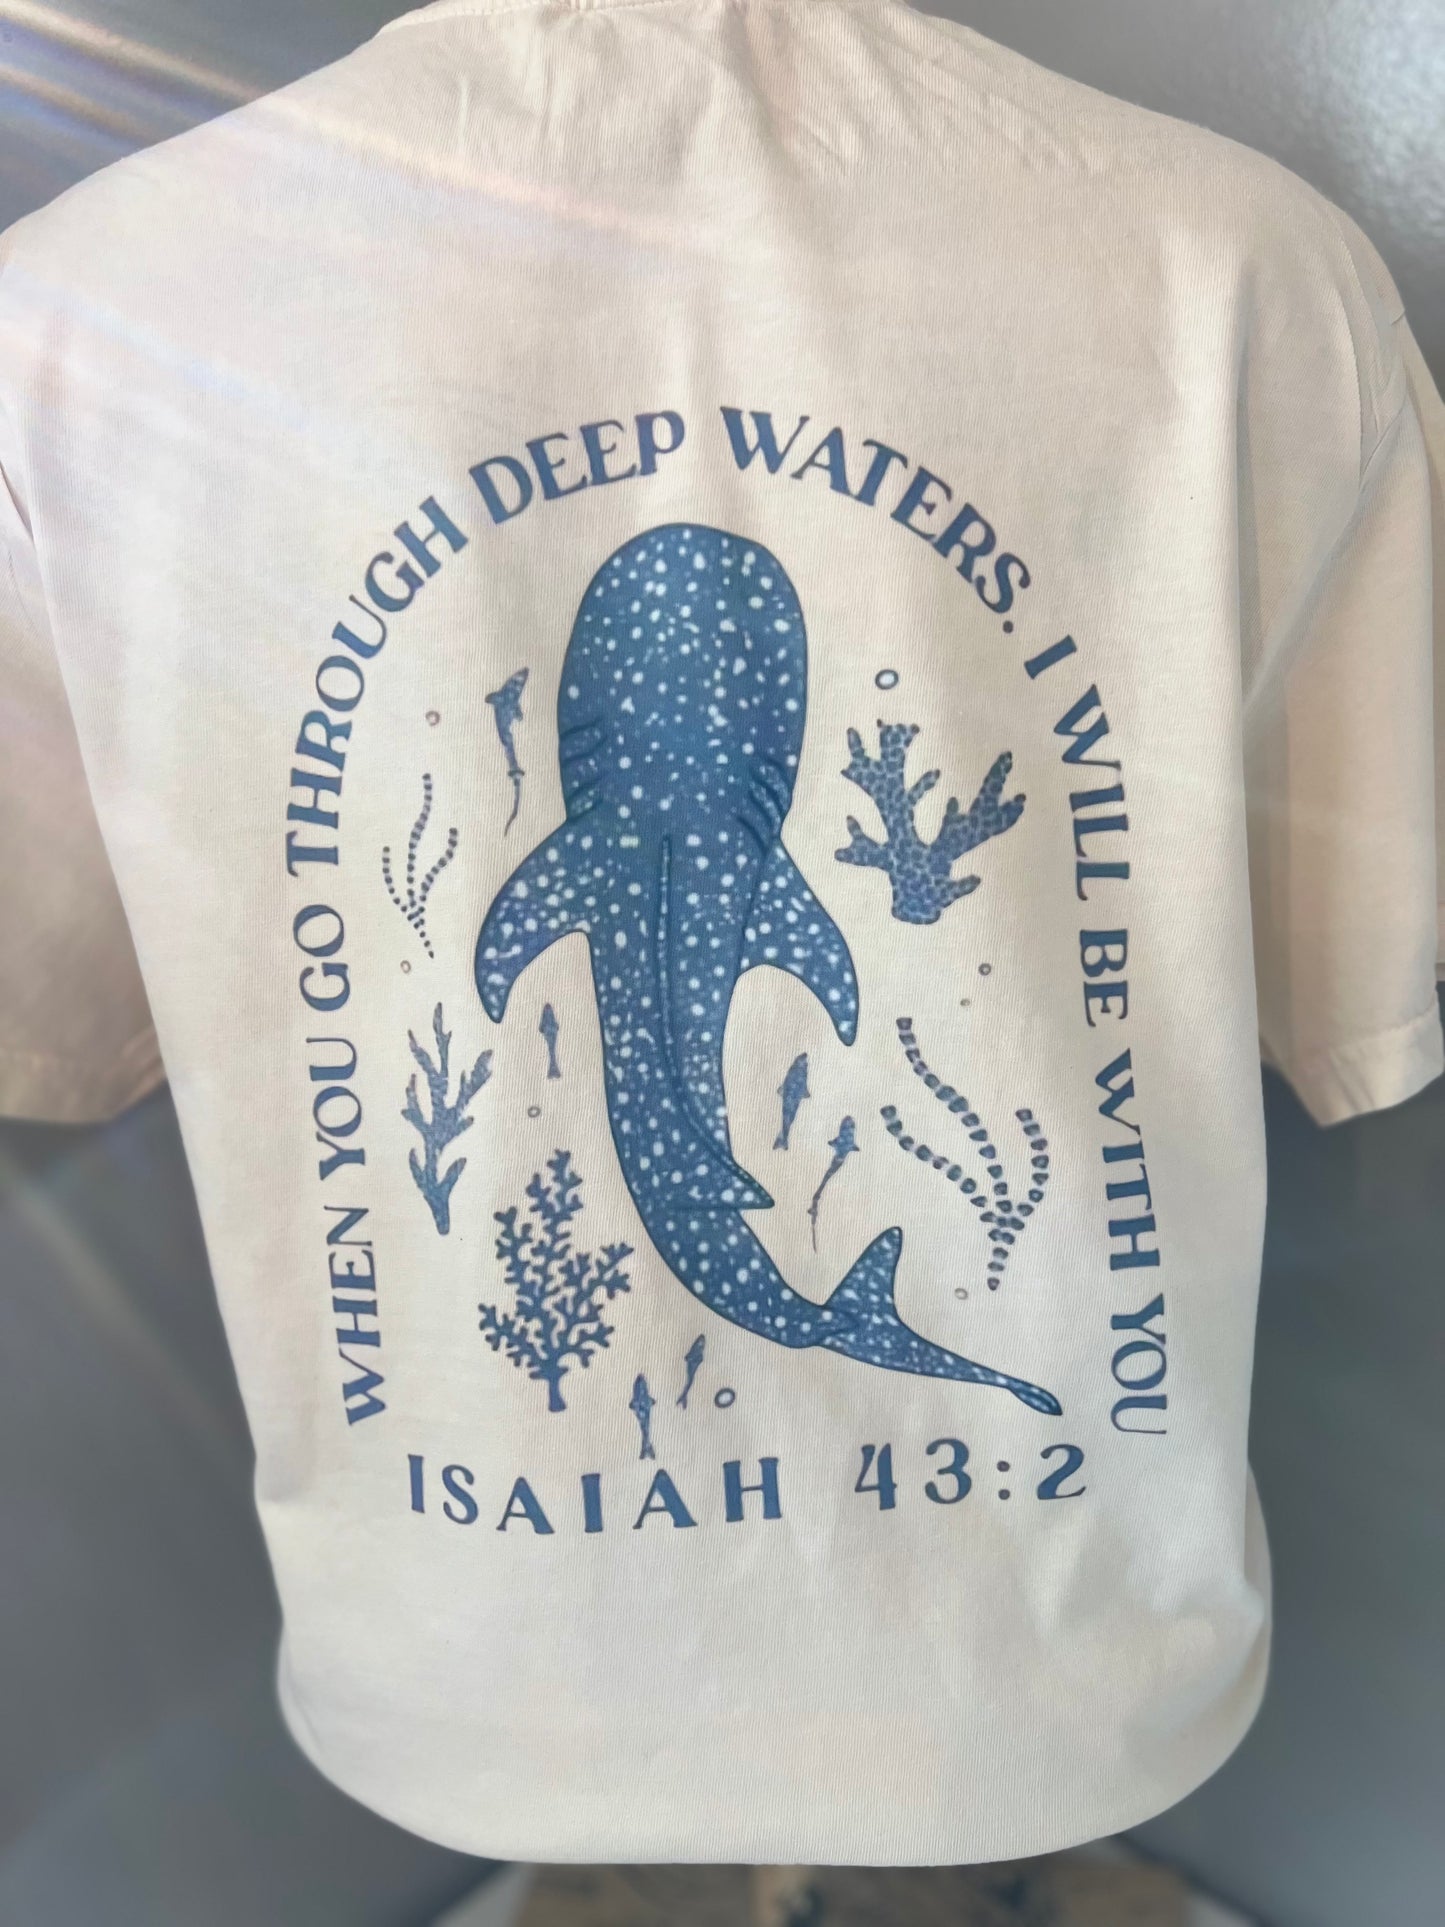 WHEN YOU GO THROUGH DEEP WATERS. I WILL BE WITH YOU
ISAIAH 43:2